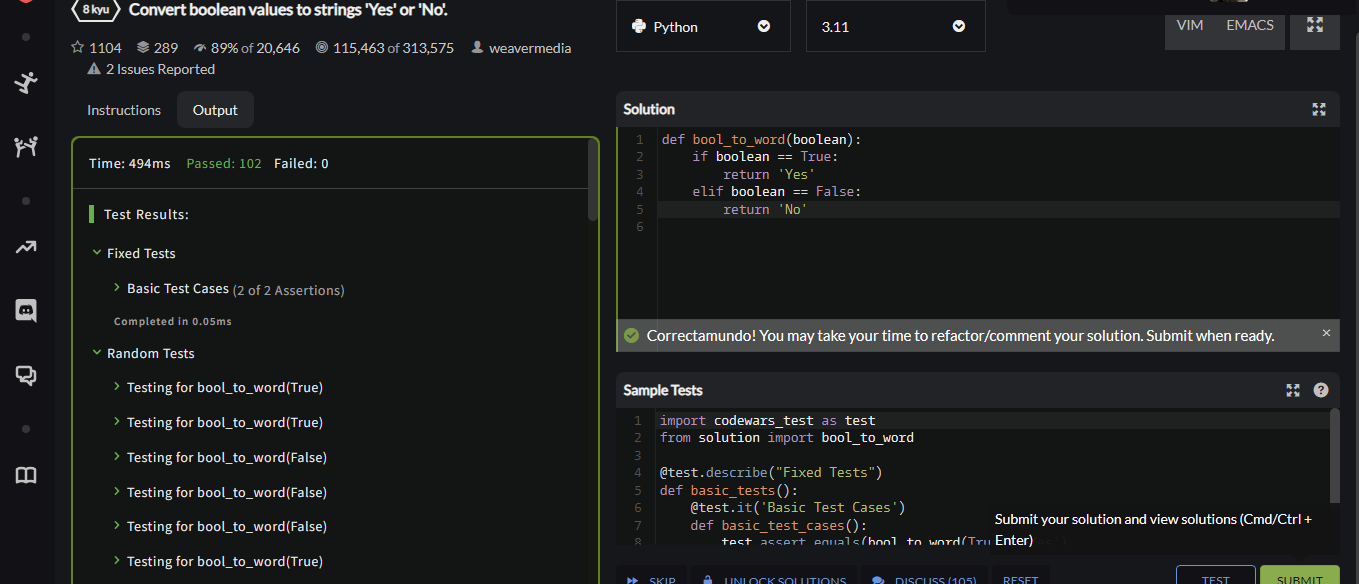 8 kyu
Convert boolean values to strings 'Yes' or 'No'.
1104
289
89% of 20,646
115,463 of 313,575
weavermedia
2 Issues Reported
Instructions
Output
Time: 494ms Passed: 102 Failed: 0
Test Results:
Fixed Tests
Basic Test Cases (2 of 2 Assertions)
Completed in 0.05ms
Random Tests
Testing for bool_to_word(True)
Testing for bool_to_word(True)
Testing for bool_to_word(False)
Testing for bool_to_word(False)
Testing for bool_to_word(False)
Testing for bool_to_word(True)
Python
3.11
VIM
EMACS
Solution
1 def bool_to_word(boolean):
2 if boolean == True:
3 return 'Yes'
4 elif boolean == False:
5 return 'No'
6
Correctamundo! You may take your time to refactor/comment your solution. Submit when ready.
Sample Tests
1 import codewars_test as test
2 from solution import bool_to_word
3
4 @test.describe("Fixed Tests")
5 def basic_tests():
6 @test.it('Basic Test Cases')
7 def basic_test_cases():
8 test.assert_equals(bool_to_word(Tru
Submit your solution and view solutions (Cmd/Ctrl +
Enter)
SKIP
UNLOCK SOLUTIONS
DISCUSS (105)
RESET
TEST
SUBMIT